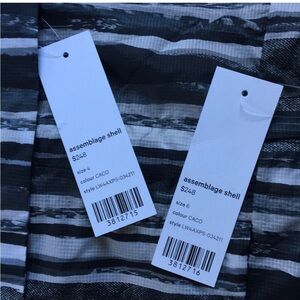 assemblage shell
$248
size 4
colour CACO
style LW4AXPS-034211
3812715
assemblage shell
$248
size 6
colour CACO
style LW4AXPS-034211
3812716